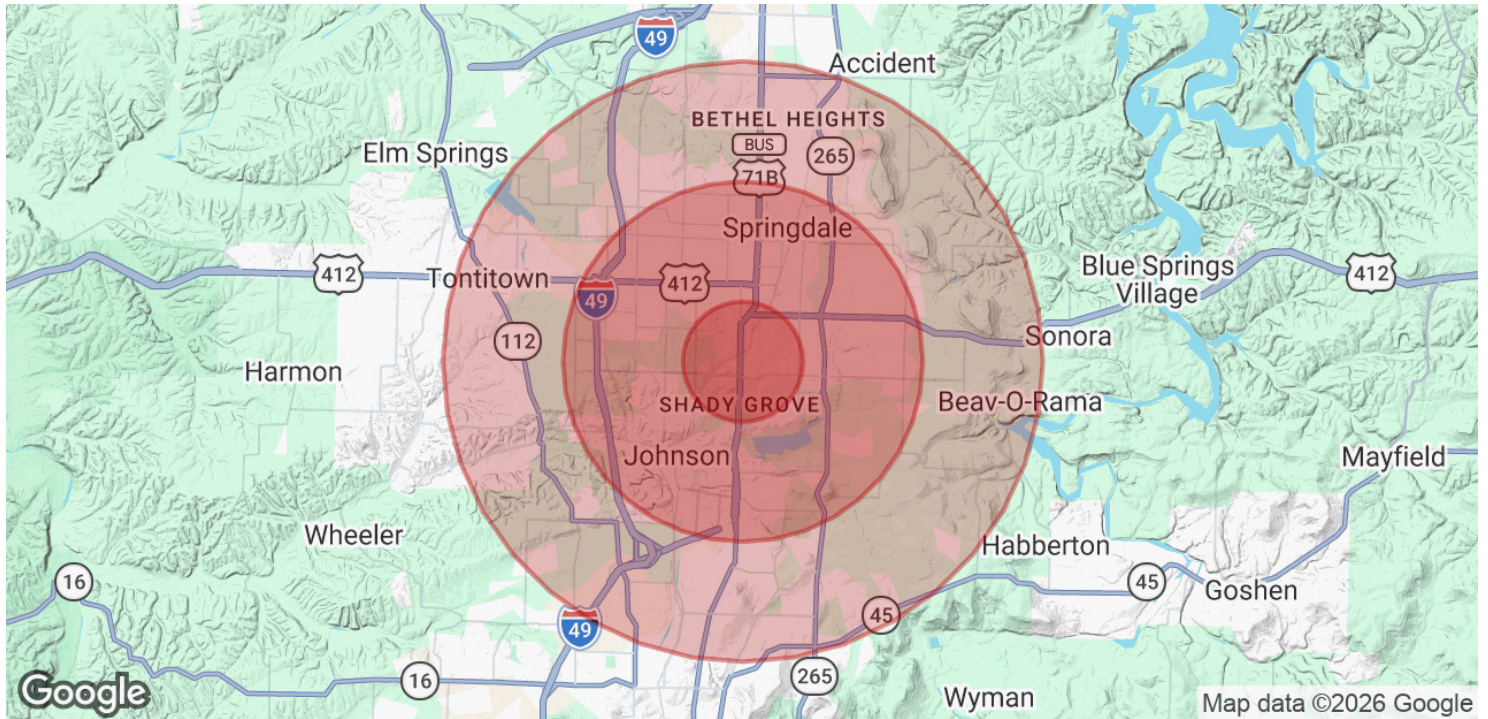 49
Accident
BETHEL HEIGHTS
BUS
71B
265
Elm Springs
Springdale
412
Tontitown
49
412
Blue Springs
Village
412
112
Sonora
Harmon
SHADY GROVE
Beav-O-Rama
Johnson
Mayfield
Wheeler
Habberton
16
45
Goshen
45
49
16
265
Wyman
Google
Map data ©2026 Google